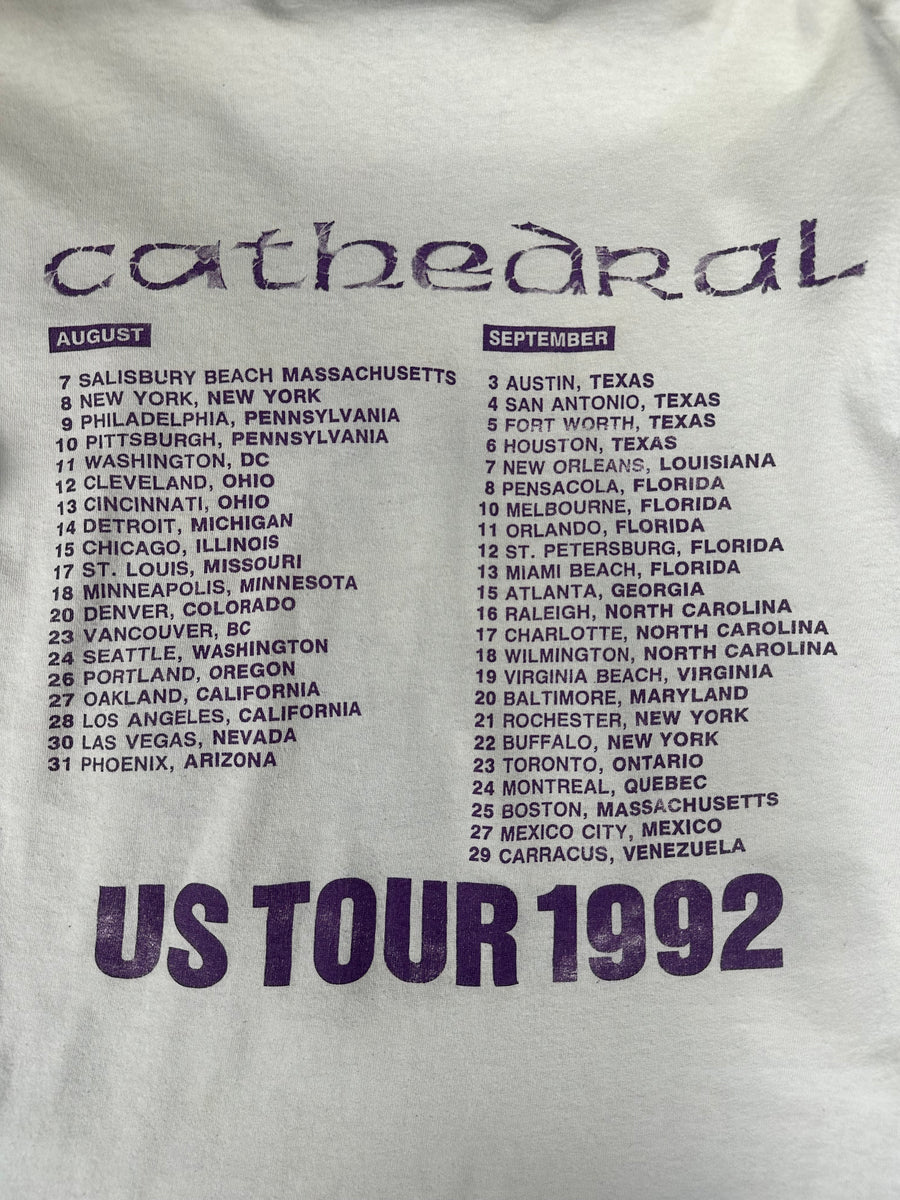 cathedral
AUGUST
7 SALISBURY BEACH MASSACHUSETTS
8 NEW YORK, NEW YORK
9 PHILADELPHIA, PENNSYLVANIA
10 PITTSBURGH, PENNSYLVANIA
11 WASHINGTON, DC
12 CLEVELAND, OHIO
13 CINCINNATI, OHIO
14 DETROIT, MICHIGAN
15 CHICAGO, ILLINOIS
17 ST. LOUIS, MISSOURI
18 MINNEAPOLIS, MINNESOTA
20 DENVER, COLORADO
23 VANCOUVER, BC
24 SEATTLE, WASHINGTON
26 PORTLAND, OREGON
27 OAKLAND, CALIFORNIA
28 LOS ANGELES, CALIFORNIA
30 LAS VEGAS, NEVADA
31 PHOENIX, ARIZONA
SEPTEMBER
3 AUSTIN, TEXAS
4 SAN ANTONIO, TEXAS
5 FORT WORTH, TEXAS
6 HOUSTON, TEXAS
7 NEW ORLEANS, LOUISIANA
8 PENSACOLA, FLORIDA
10 MELBOURNE, FLORIDA
11 ORLANDO, FLORIDA
12 ST. PETERSBURG, FLORIDA
13 MIAMI BEACH, FLORIDA
15 ATLANTA, GEORGIA
16 RALEIGH, NORTH CAROLINA
17 CHARLOTTE, NORTH CAROLINA
18 WILMINGTON, NORTH CAROLINA
19 VIRGINIA BEACH, VIRGINIA
20 BALTIMORE, MARYLAND
21 ROCHESTER, NEW YORK
22 BUFFALO, NEW YORK
23 TORONTO, ONTARIO
24 MONTREAL, QUEBEC
25 BOSTON, MASSACHUSETTS
27 MEXICO CITY, MEXICO
29 CARRACUS, VENEZUELA
US TOUR 1992